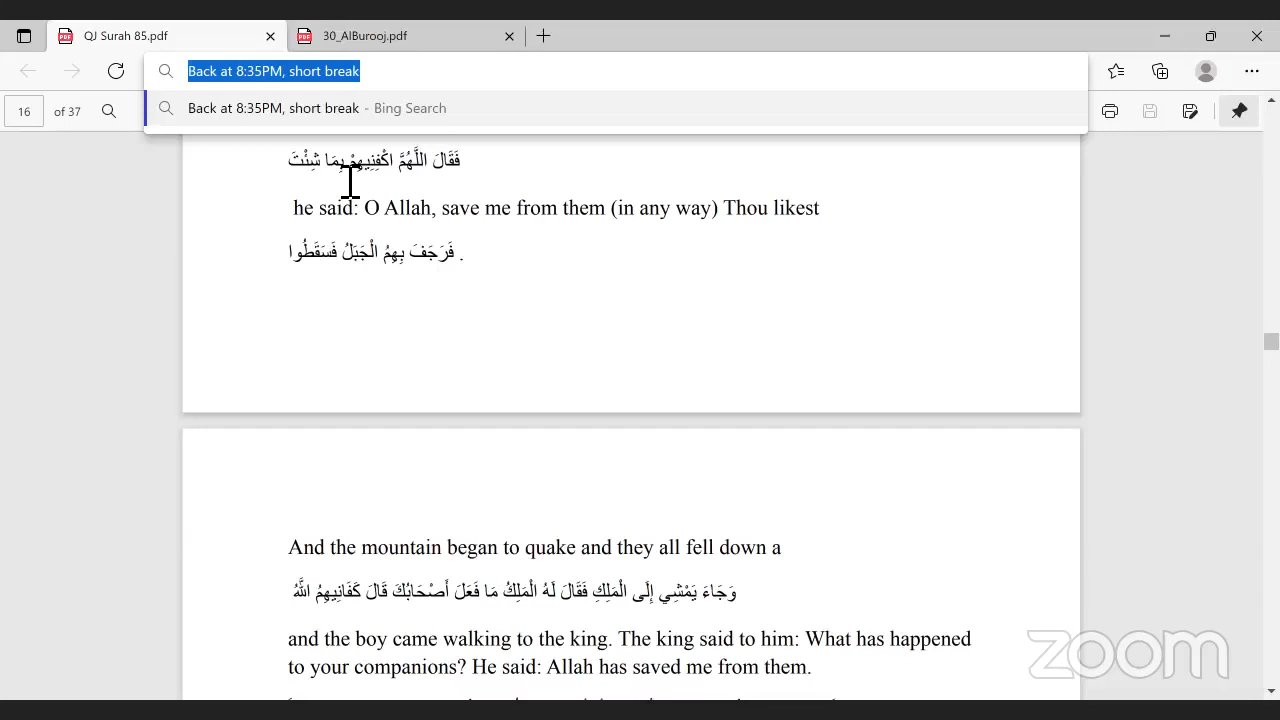 QJ Surah 85.pdf
30_AlBurooj.pdf
Back at 8:35PM, short break
16 of 37
Back at 8:35PM, short break - Bing Search
فَقَالَ اللَّهُمَّ اكْفِنِيهِمْ بِمَا شِئْتَ
he said: O Allah, save me from them (in any way) Thou likest
فَرَجَفَ بِهِمُ الْجَبَلُ فَسَقَطُوا .
And the mountain began to quake and they all fell down a
وَجَاءَ يَمْشِي إِلَى الْمَلِكِ فَقَالَ لَهُ الْمَلِكُ مَا فَعَلَ أَصْحَابُكَ قَالَ كَفَانِيهِمُ اللَّهُ
and the boy came walking to the king. The king said to him: What has happened
to your companions? He said: Allah has saved me from them.
zoom